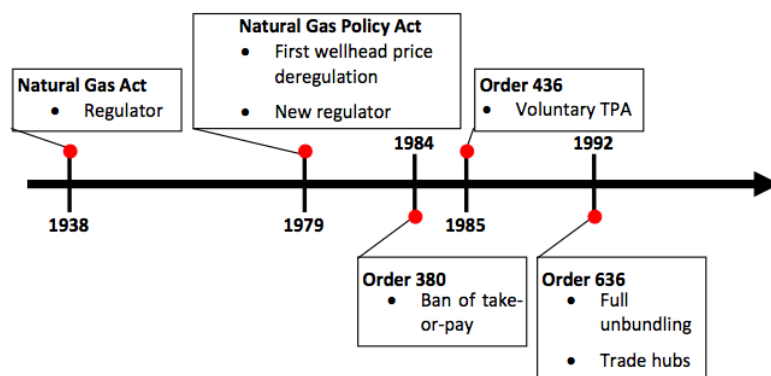 Natural Gas Act
• Regulator
Natural Gas Policy Act
• First wellhead price
deregulation
• New regulator
Order 436
• Voluntary TPA
1984
1992
1938
1979
1985
Order 380
• Ban of take-
or-pay
Order 636
• Full
unbundling
• Trade hubs